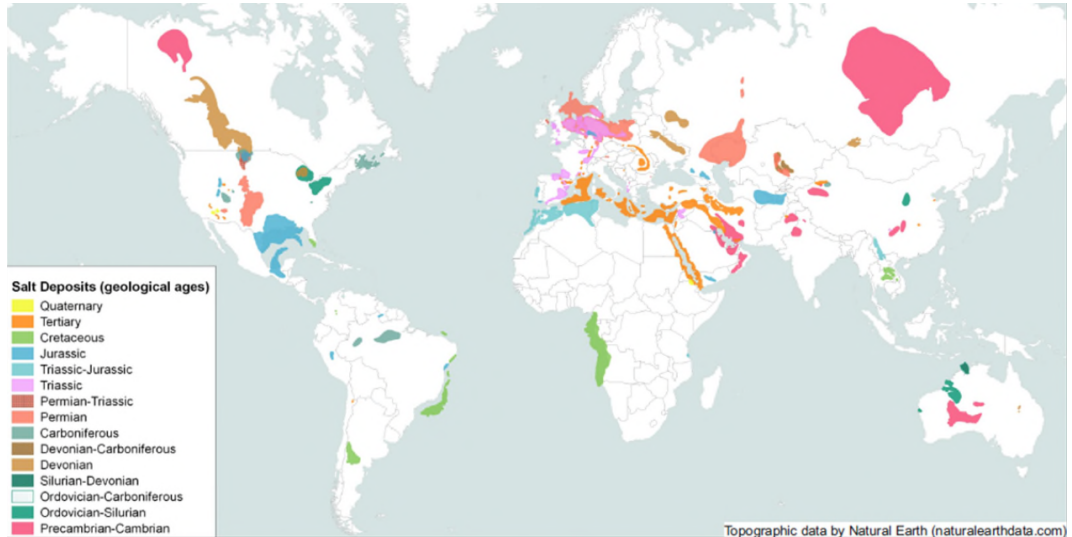 Salt Deposits (geological ages)
Quaternary
Tertiary
Cretaceous
Jurassic
Triassic-Jurassic
Triassic
Permian-Triassic
Permian
Carboniferous
Devonian-Carboniferous
Devonian
Silurian-Devonian
Ordovician-Carboniferous
Ordovician-Silurian
Precambrian-Cambrian
Topographic data by Natural Earth (naturalearthdata.com)